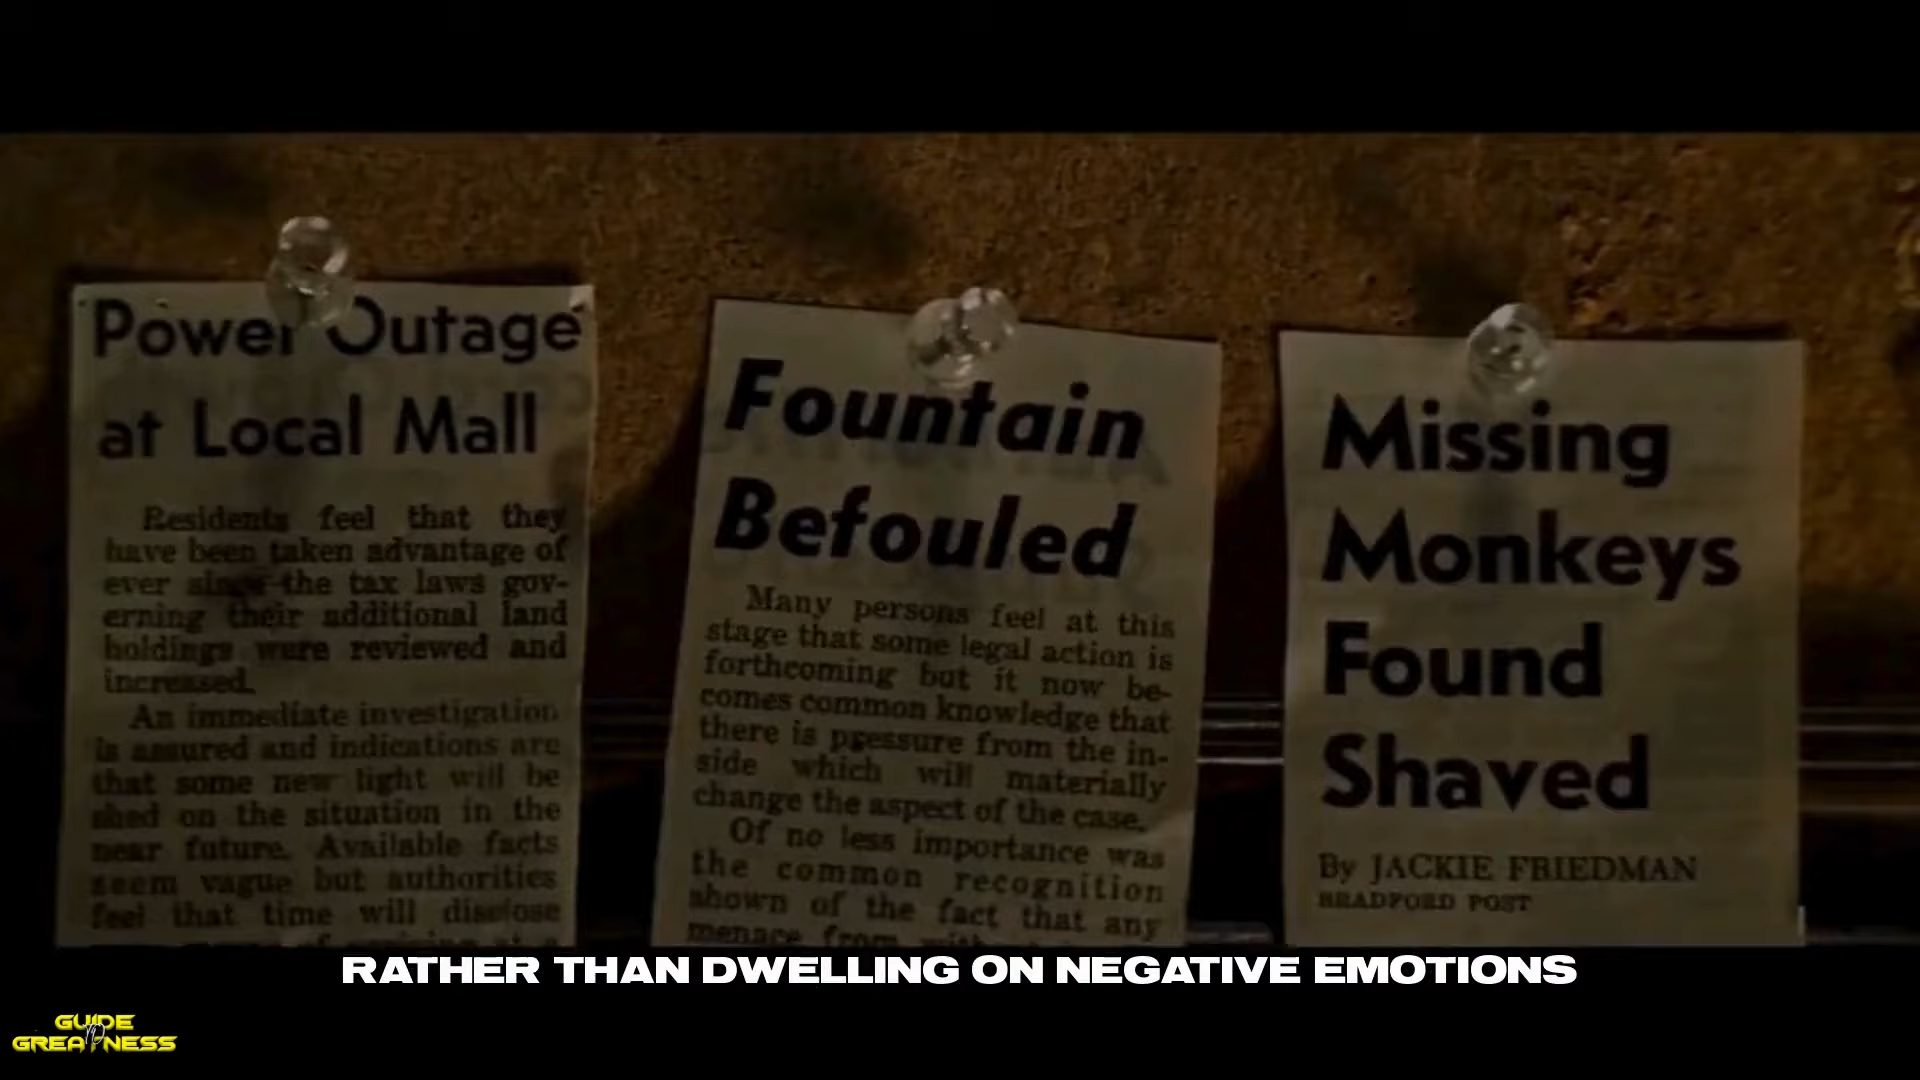 Power Outage
at Local Mall
Residents feel that they
have been taken advantage of
ever since the tax laws gov-
erning their additional land
holdings were reviewed and
increased.
An immediate investigation
is assured and indications are
that some new light will be
shed on the situation in the
near future. Available facts
seem vague but authorities
feel that time will disclose
Fountain
Befouled
Many persons feel at this
stage that some legal action is
forthcoming but it now be-
comes common knowledge that
there is pressure from the in-
side which will materially
change the aspect of the case.
Of no less importance was
the common recognition
shown of the fact that any
menace from
Missing
Monkeys
Found
Shaved
By JACKIE FRIEDMAN
BRADFORD POST
RATHER THAN DWELLING ON NEGATIVE EMOTIONS
GUIDE
TO
GREATNESS